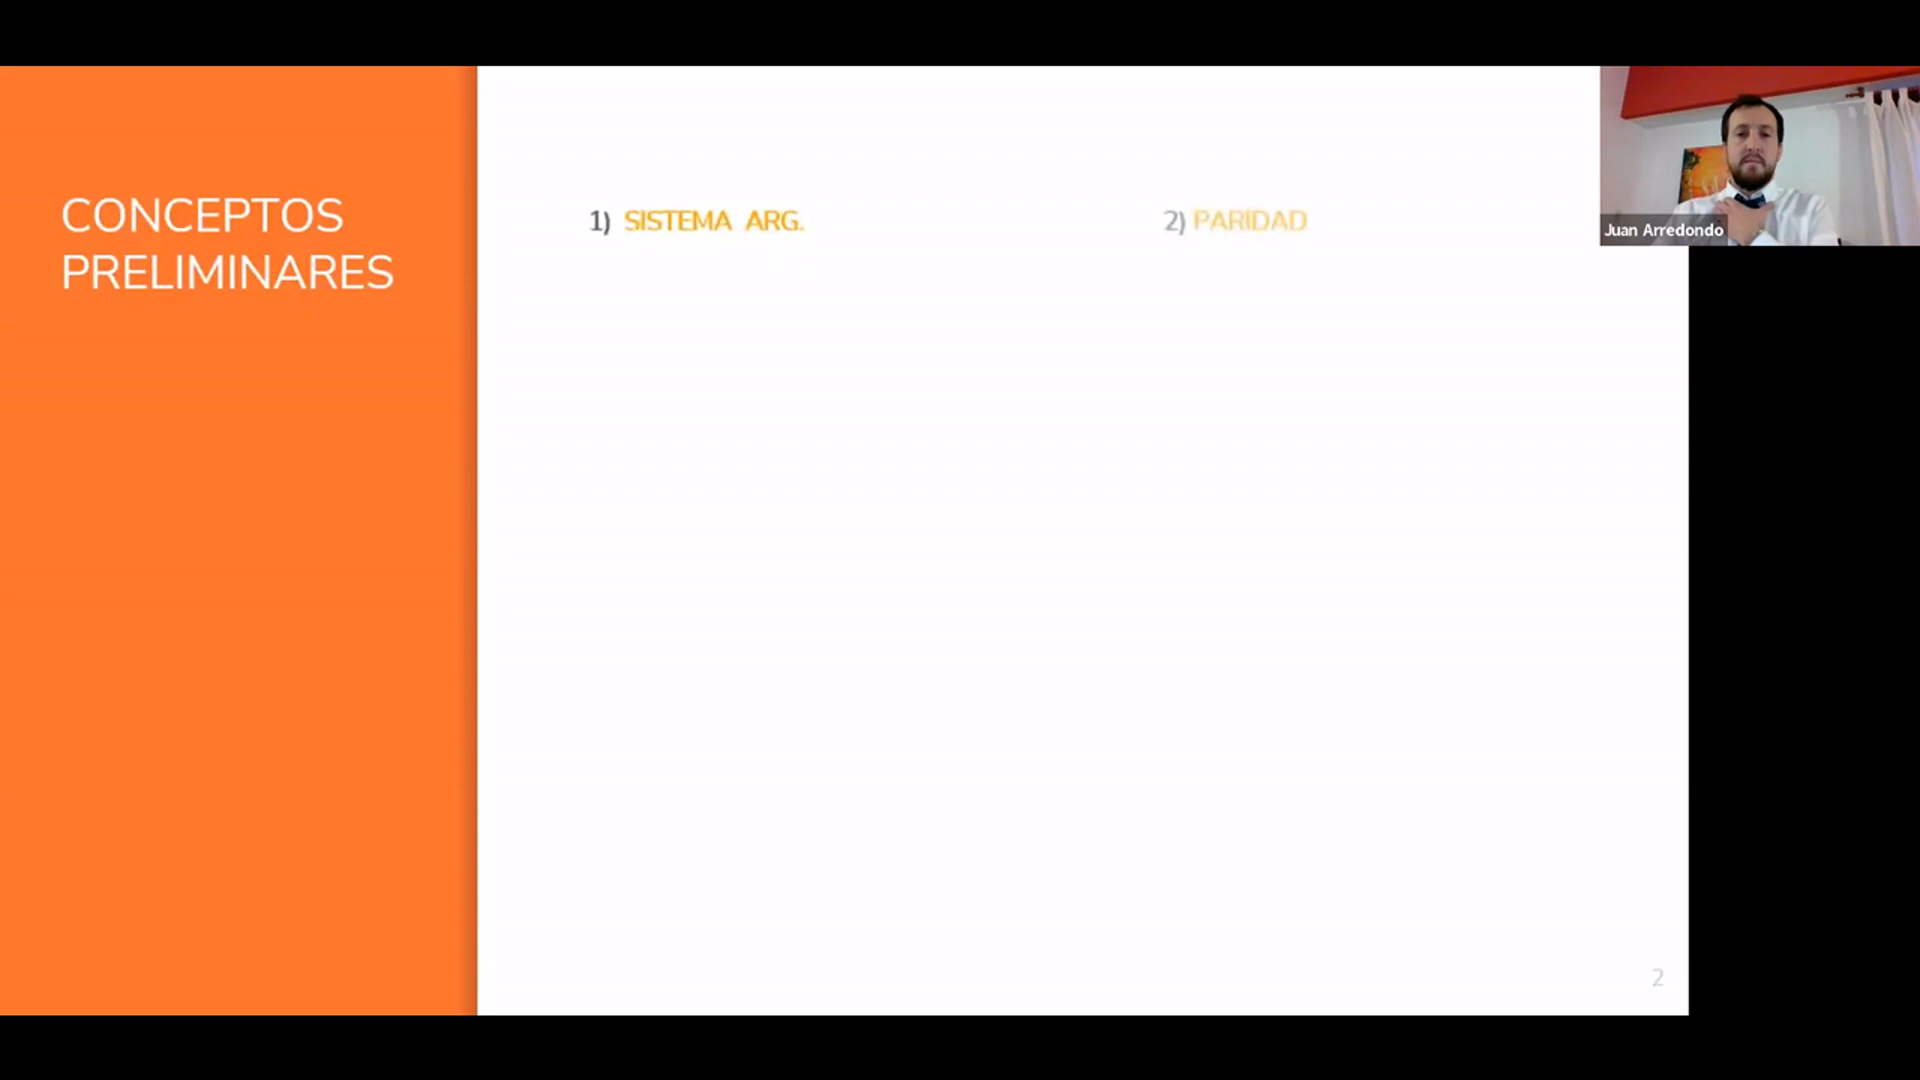 CONCEPTOS
PRELIMINARES
1) SISTEMA ARG.
2) PARIDAD
Juan Arredondo
2